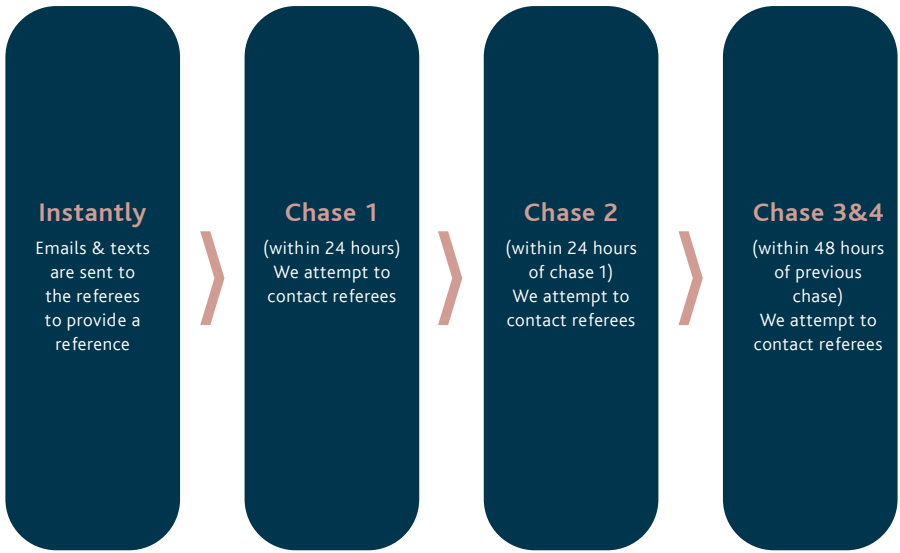 Instantly
Emails & texts
are sent to
the referees
to provide a
reference
Chase 1
(within 24 hours)
We attempt to
contact referees
Chase 2
(within 24 hours
of chase 1)
We attempt to
contact referees
Chase 3&4
(within 48 hours
of previous
chase)
We attempt to
contact referees